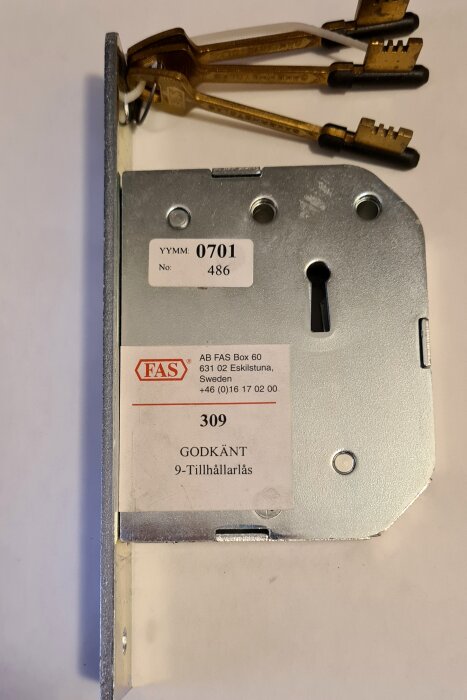 YYMM: 0701
No: 486
FAS®
AB FAS Box 60
631 02 Eskilstuna,
Sweden
+46 (0)16 17 02 00
309
GODKÄNT
9-Tillhållarlås